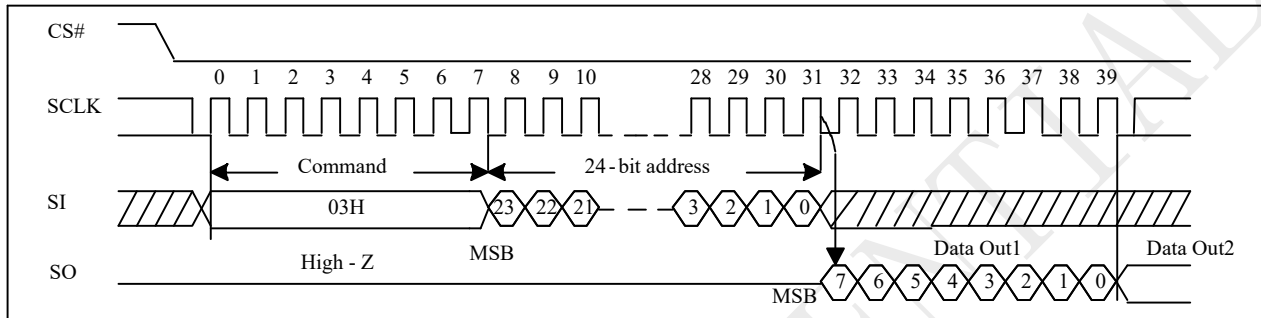 CS#
0 1 2 3 4 5 6 7 8 9 10 28 29 30 31 32 33 34 35 36 37 38 39
SCLK
Command 24-bit address
SI 03H 23 22 21 3 2 1 0
High - Z MSB Data Out1 Data Out2
SO MSB 7 6 5 4 3 2 1 0